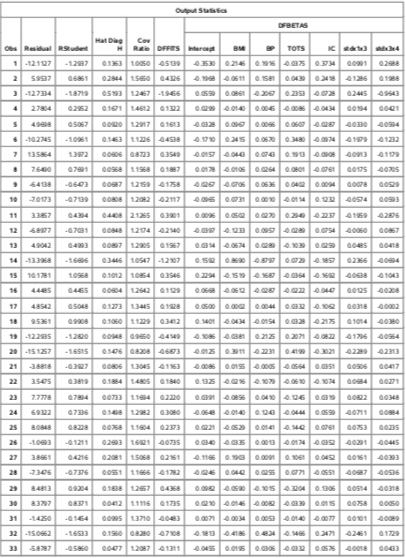 Output Statistics
DFBETAS
Obs Residual RStudent Hat Diag H Cov Ratio DFFITS Intercept BMI BP TOTS IC stdx1x3 stdx3x4
1 -12.1127 -1.2937 0.1363 1.0050 -0.5139 -0.3530 0.2146 0.1916 -0.0375 0.3734 0.0991 0.2688
2 5.9537 0.6861 0.2844 1.5650 0.4326 -0.1968 -0.0611 0.1581 0.0439 0.2418 -0.1286 0.1988
3 -12.7334 -1.8719 0.5193 1.2467 -1.9456 0.0559 0.0861 -0.2067 0.2353 -0.0728 0.2445 -0.9643
4 2.7804 0.2952 0.1671 1.4612 0.1322 0.0299 -0.0140 0.0045 -0.0086 -0.0434 0.0194 0.0421
5 4.9698 0.5067 0.0920 1.2913 0.1613 -0.0328 0.0967 0.0066 0.0607 -0.0287 -0.0330 -0.0594
6 -10.2745 -1.0961 0.1463 1.1226 -0.4538 -0.1710 0.2415 0.0670 0.3480 -0.0974 -0.1979 -0.1232
7 13.5864 1.3972 0.0606 0.8723 0.3549 -0.0157 -0.0443 0.0743 0.1913 -0.0908 -0.0913 -0.1179
8 7.6490 0.7691 0.0568 1.1568 0.1887 0.0178 -0.0106 0.0264 0.0801 -0.0761 0.0175 -0.0705
9 -6.4138 -0.6473 0.0687 1.2159 -0.1758 -0.0267 -0.0706 0.0636 0.0402 0.0094 0.0078 0.0529
10 -7.0173 -0.7139 0.0808 1.2082 -0.2117 -0.0965 0.0731 0.0010 -0.0114 0.1232 -0.0574 0.0593
11 3.3857 0.4394 0.4408 2.1265 0.3901 0.0096 0.0502 0.0270 0.2949 -0.2237 -0.1959 -0.2876
12 -6.8977 -0.7031 0.0848 1.2174 -0.2140 -0.0397 -0.1233 0.0957 -0.0289 0.0754 -0.0060 0.0867
13 4.9042 0.4993 0.0897 1.2905 0.1567 0.0314 -0.0674 0.0289 -0.1039 0.0259 0.0485 0.0418
14 -13.3968 -1.6696 0.3446 1.0547 -1.2107 0.1592 0.8690 -0.8797 0.0729 -0.1857 0.2366 -0.0694
15 10.1781 1.0568 0.1012 1.0854 0.3546 0.2294 -0.1519 -0.1687 -0.0364 -0.1692 -0.0638 -0.1043
16 4.4485 0.4455 0.0604 1.2642 0.1129 0.0668 -0.0612 -0.0287 -0.0222 -0.0447 0.0125 -0.0208
17 4.8542 0.5048 0.1273 1.3445 0.1928 0.0500 0.0002 0.0044 0.0332 -0.1062 0.0318 -0.0002
18 9.5361 0.9908 0.1060 1.1229 0.3412 0.1401 -0.0434 -0.0154 0.0328 -0.2175 0.1014 -0.0380
19 -12.2935 -1.2820 0.0948 0.9650 -0.4149 -0.1086 -0.0381 0.2125 0.2071 -0.0822 -0.1796 -0.0564
20 -15.1257 -1.6515 0.1476 0.8208 -0.6873 -0.0125 0.3911 -0.2231 0.4199 -0.3021 -0.2289 -0.2313
21 -3.8818 -0.3927 0.0806 1.3045 -0.1163 -0.0086 0.0155 -0.0005 -0.0564 0.0351 0.0506 0.0417
22 3.5475 0.3819 0.1884 1.4805 0.1840 0.1325 -0.0216 -0.1079 -0.0610 -0.1074 0.0684 -0.0271
23 7.7778 0.7894 0.0733 1.1694 0.2220 0.0391 -0.0856 0.0410 -0.1245 0.0319 0.0822 0.0348
24 6.9322 0.7336 0.1498 1.2982 0.3080 -0.0648 -0.0140 0.1243 -0.0444 0.0559 -0.0711 0.0884
25 8.0848 0.8228 0.0768 1.1604 0.2373 0.0221 -0.0529 0.0141 -0.1442 0.0761 0.0753 0.0235
26 -1.0693 -0.1211 0.2693 1.6921 -0.0735 0.0340 -0.0335 0.0013 -0.0174 -0.0352 -0.0291 -0.0445
27 3.8661 0.4216 0.2081 1.5068 0.2161 -0.1166 0.1903 0.0091 0.1061 0.0452 0.0161 -0.0393
28 -7.3476 -0.7376 0.0551 1.1666 -0.1782 -0.0246 0.0442 0.0255 0.0771 -0.0551 -0.0687 -0.0536
29 8.4813 0.9204 0.1838 1.2657 0.4368 0.0982 -0.0590 -0.1015 -0.3204 0.1306 0.0514 -0.0318
30 8.3797 0.8371 0.0412 1.1116 0.1735 0.0210 -0.0146 -0.0082 -0.0339 0.0115 0.0758 0.0050
31 -1.4250 -0.1454 0.0995 1.3710 -0.0483 0.0071 -0.0034 0.0053 -0.0140 -0.0077 0.0101 -0.0089
32 -15.0662 -1.6533 0.1560 0.8280 -0.7108 -0.1813 -0.4186 0.4824 -0.1466 0.2471 -0.2461 0.1729
33 -5.8787 -0.5860 0.0477 1.2087 -0.1311 -0.0455 0.0195 0.0306 -0.0332 0.0576 -0.0018 0.0433